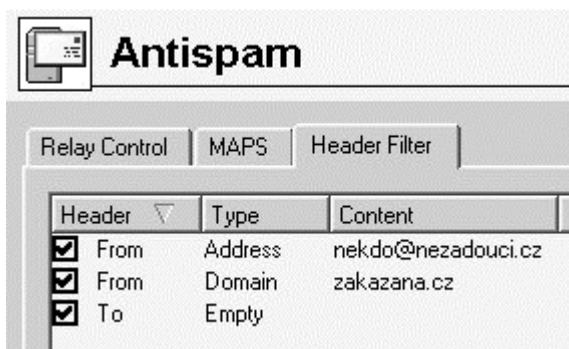 Antispam
Relay Control MAPS Header Filter
Header Type Content
From Address nekdo@nezadouci.cz
From Domain zakazana.cz
To Empty